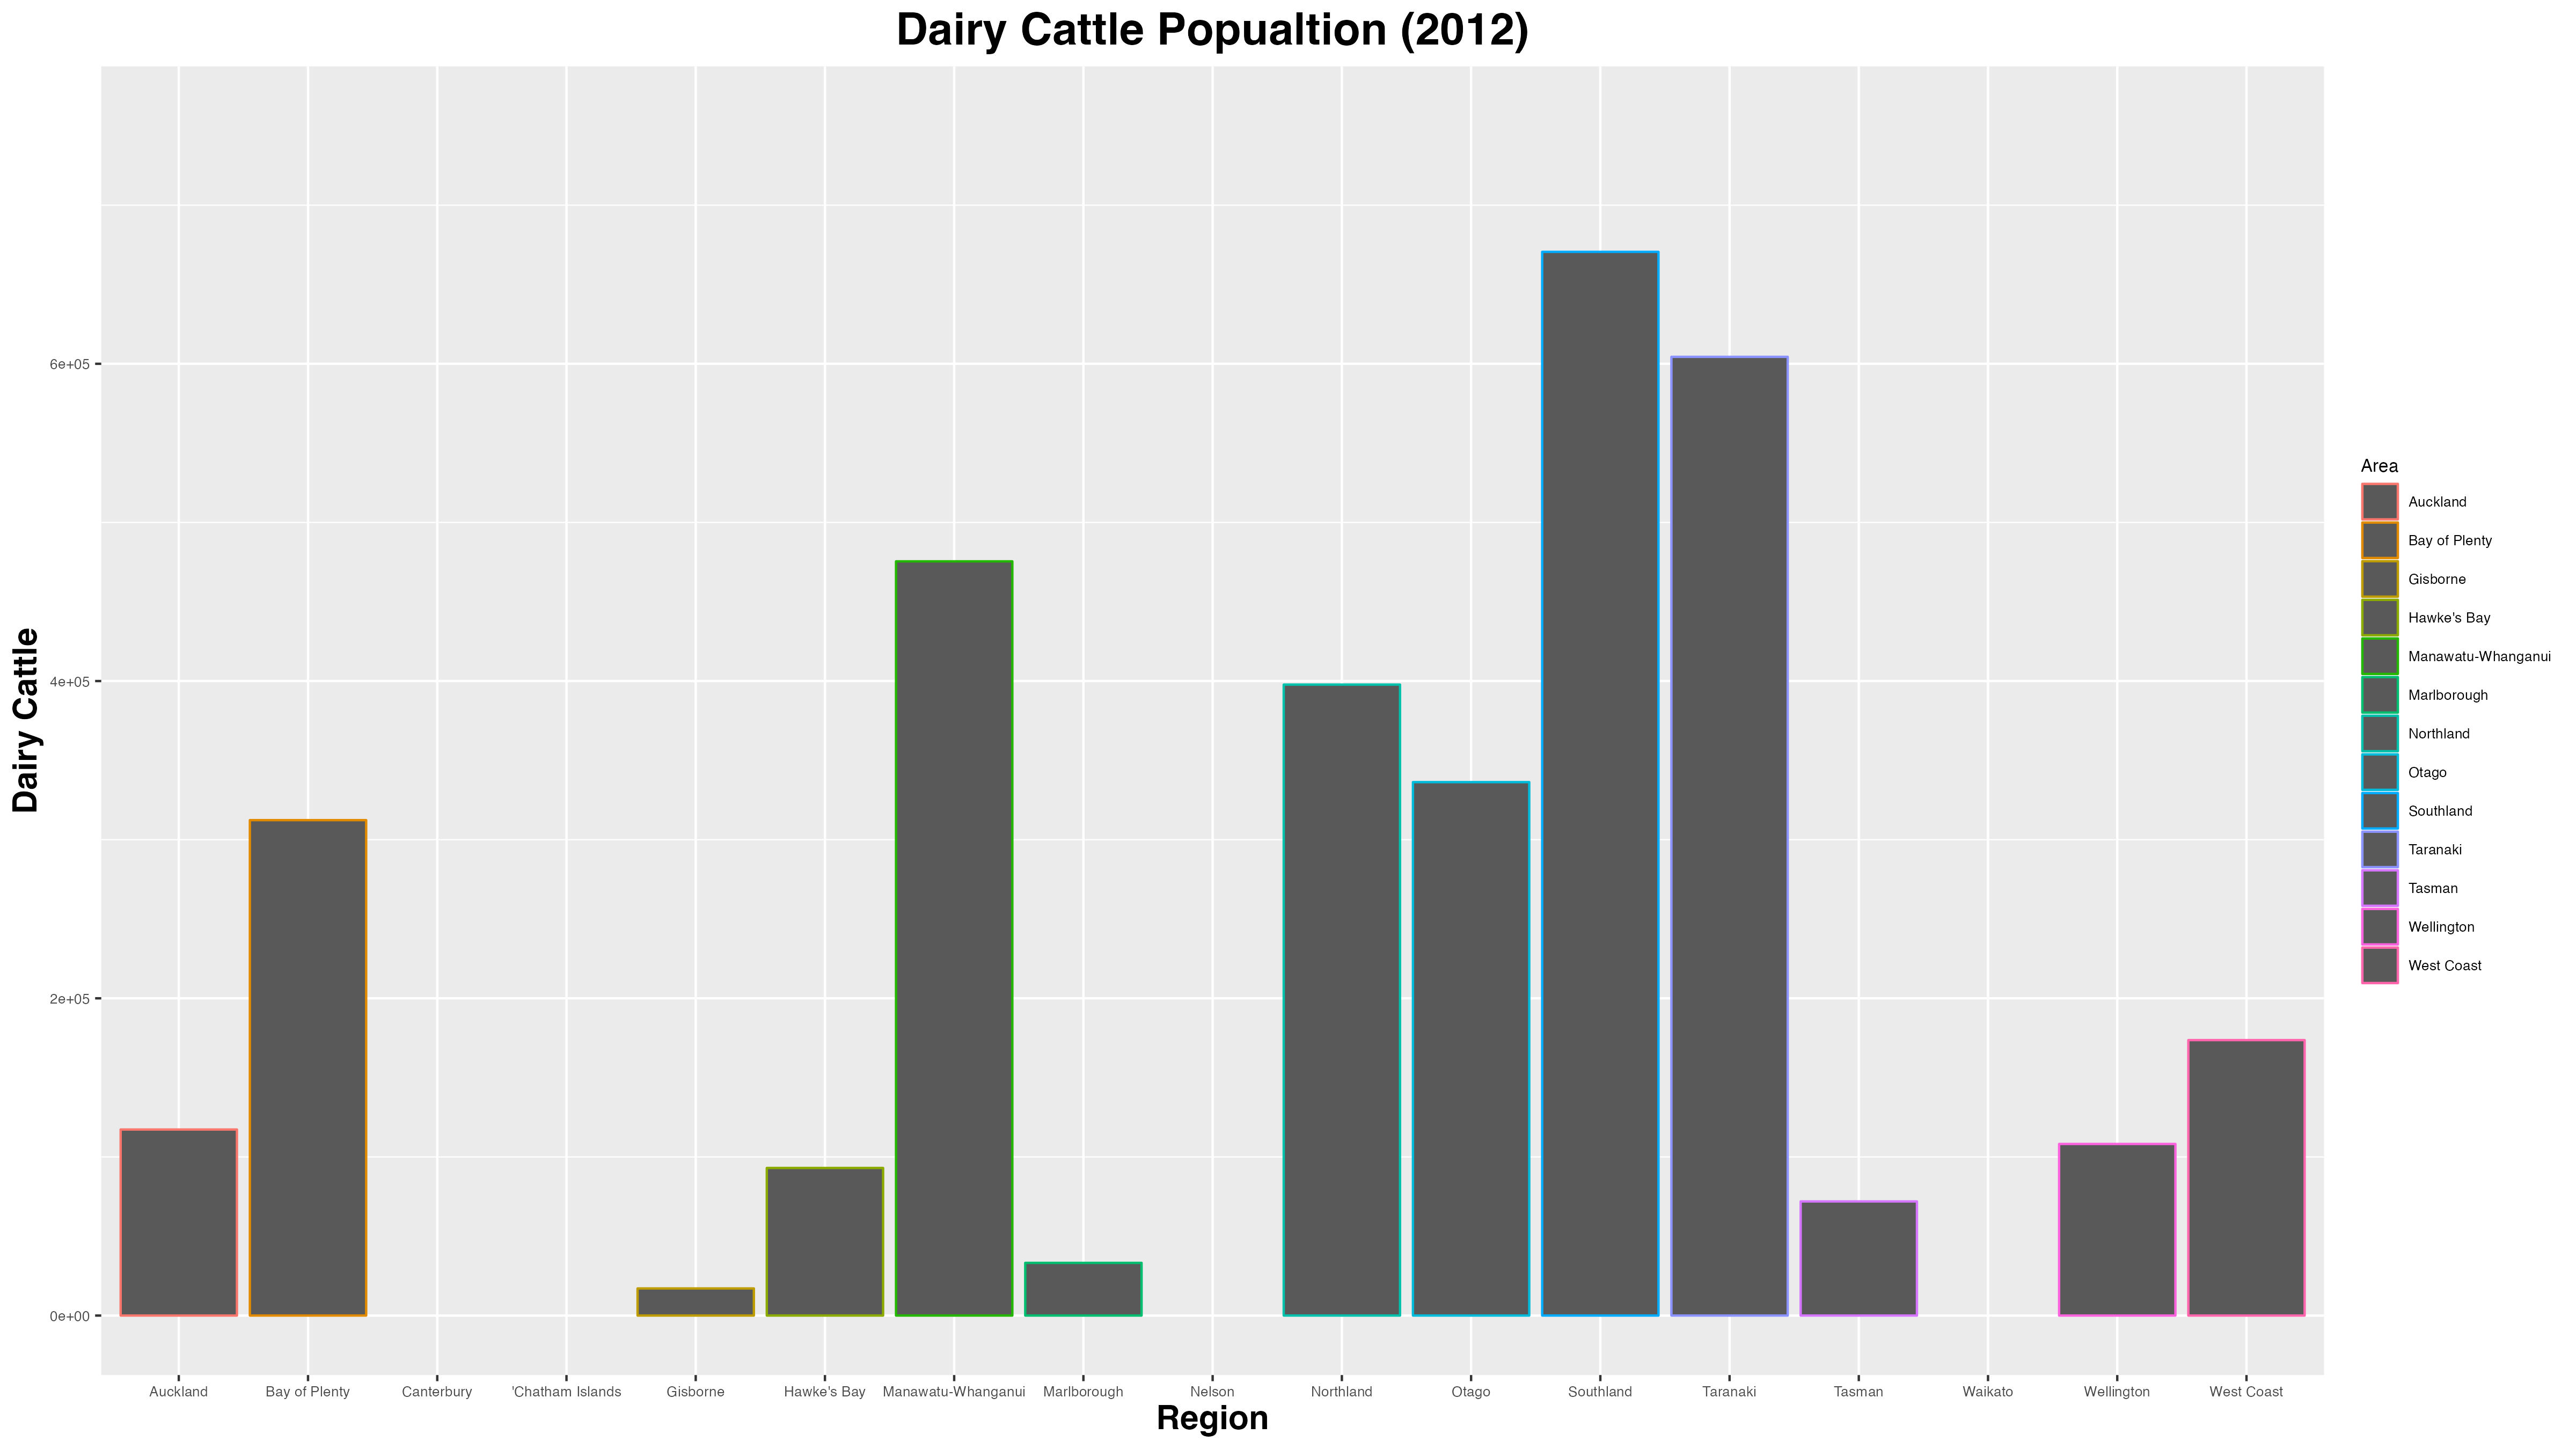 Dairy Cattle Popualtion (2012)
Dairy Cattle
6e+05
4e+05
2e+05
0e+00
Auckland
Bay of Plenty
Canterbury
'Chatham Islands
Gisborne
Hawke's Bay
Manawatu-Whanganui
Marlborough
Nelson
Northland
Otago
Southland
Taranaki
Tasman
Waikato
Wellington
West Coast
Region
Area
Auckland
Bay of Plenty
Gisborne
Hawke's Bay
Manawatu-Whanganui
Marlborough
Northland
Otago
Southland
Taranaki
Tasman
Wellington
West Coast